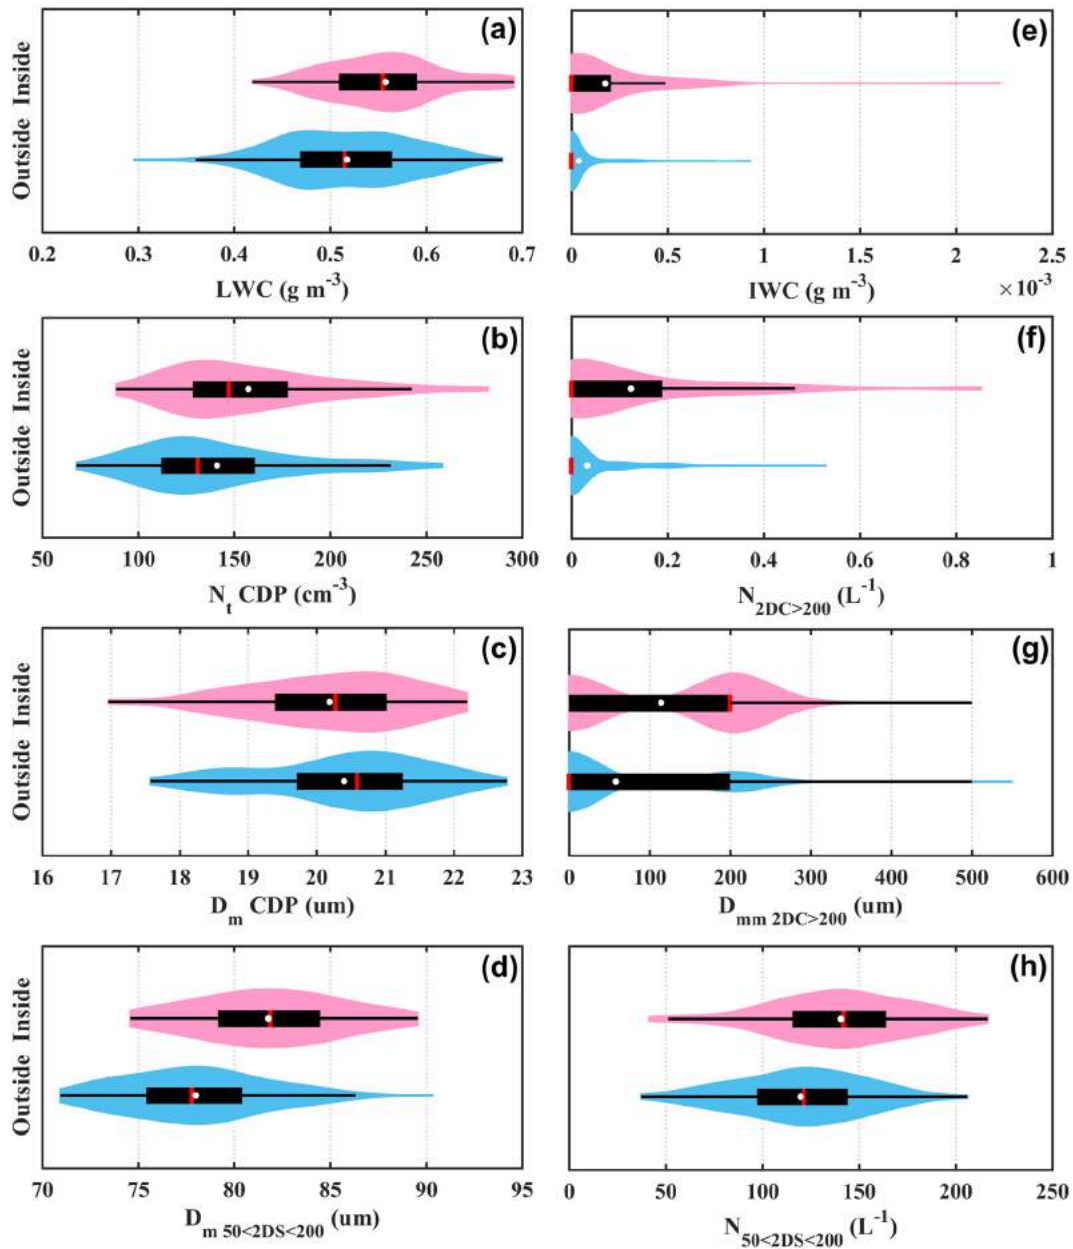 (a)
Outside Inside
0.2 0.3 0.4 0.5 0.6 0.7
LWC (g m-3)
(e)
0 0.5 1 1.5 2 2.5
IWC (g m-3) ×10-3
(b)
Outside Inside
50 100 150 200 250 300
Nt CDP (cm-3)
(f)
0 0.2 0.4 0.6 0.8 1
N2DC>200 (L-1)
(c)
Outside Inside
16 17 18 19 20 21 22 23
Dm CDP (um)
(g)
0 100 200 300 400 500 600
Dmm 2DC>200 (um)
(d)
Outside Inside
70 75 80 85 90 95
Dm 50<2DS<200 (um)
(h)
0 50 100 150 200 250
N50<2DS<200 (L-1)